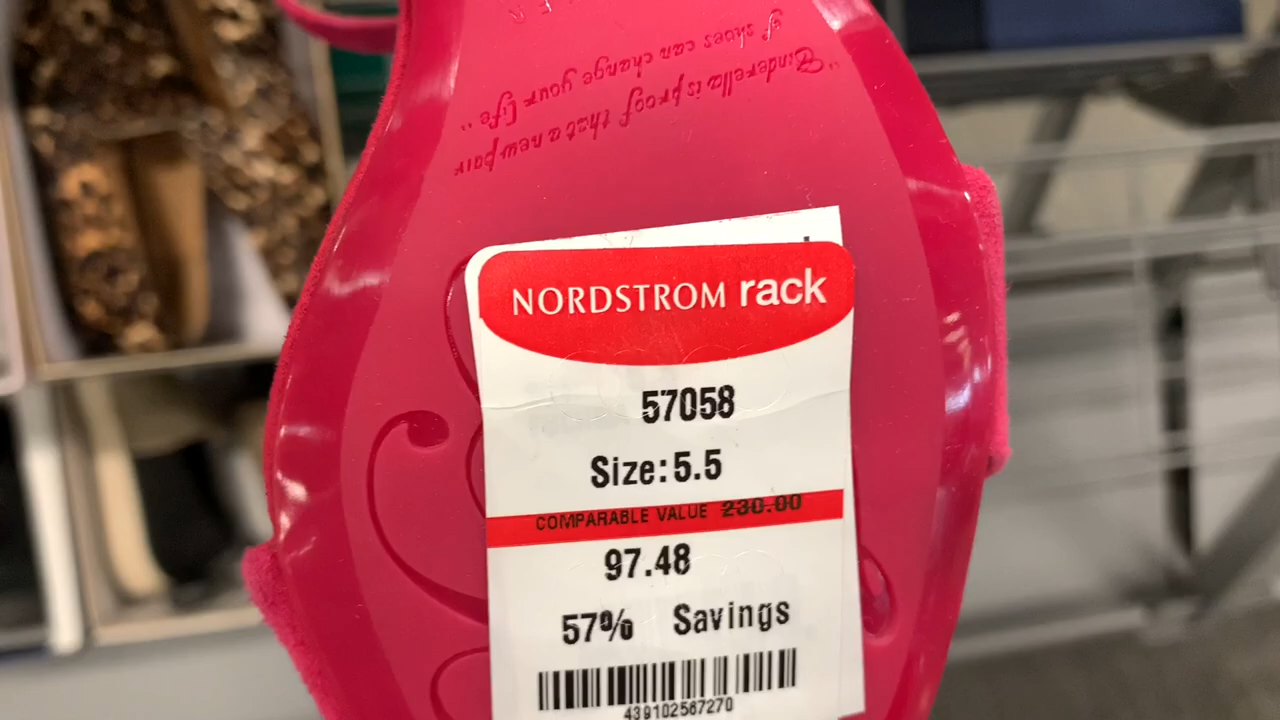 "Cinderella is proof that a new pair
of shoes can change your life"
NORDSTROM rack
57058
Size:5.5
COMPARABLE VALUE 230.00
97.48
57% Savings
439102567270